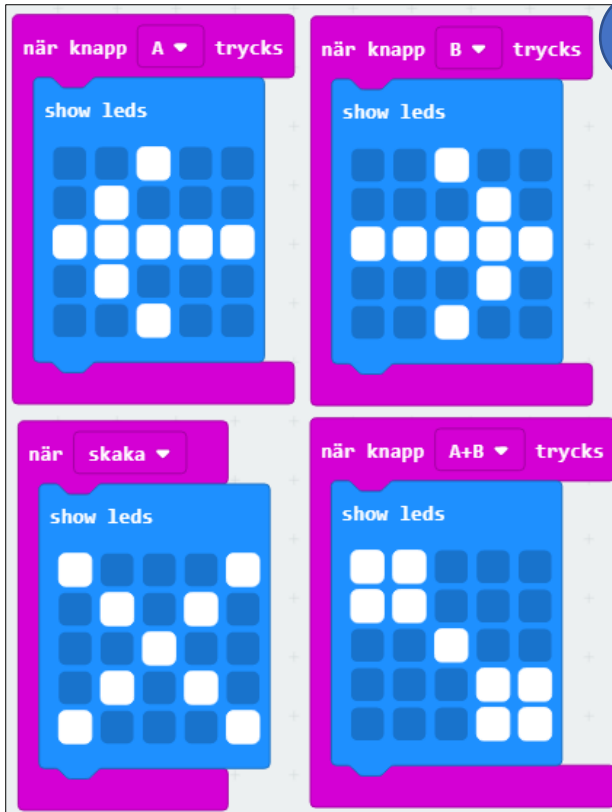 när knapp A trycks
show leds
när knapp B trycks
show leds
när skaka
show leds
när knapp A+B trycks
show leds